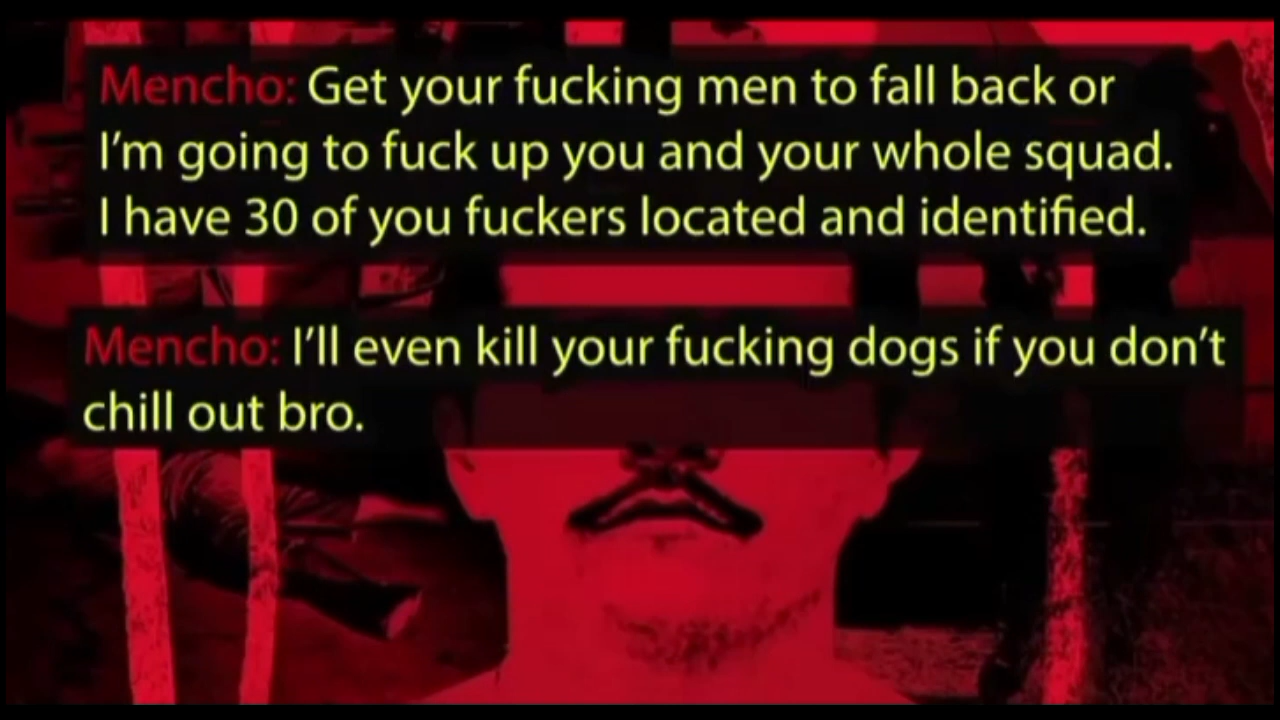 Mencho: Get your fucking men to fall back or
I'm going to fuck up you and your whole squad.
I have 30 of you fuckers located and identified.
Mencho: I'll even kill your fucking dogs if you don't
chill out bro.